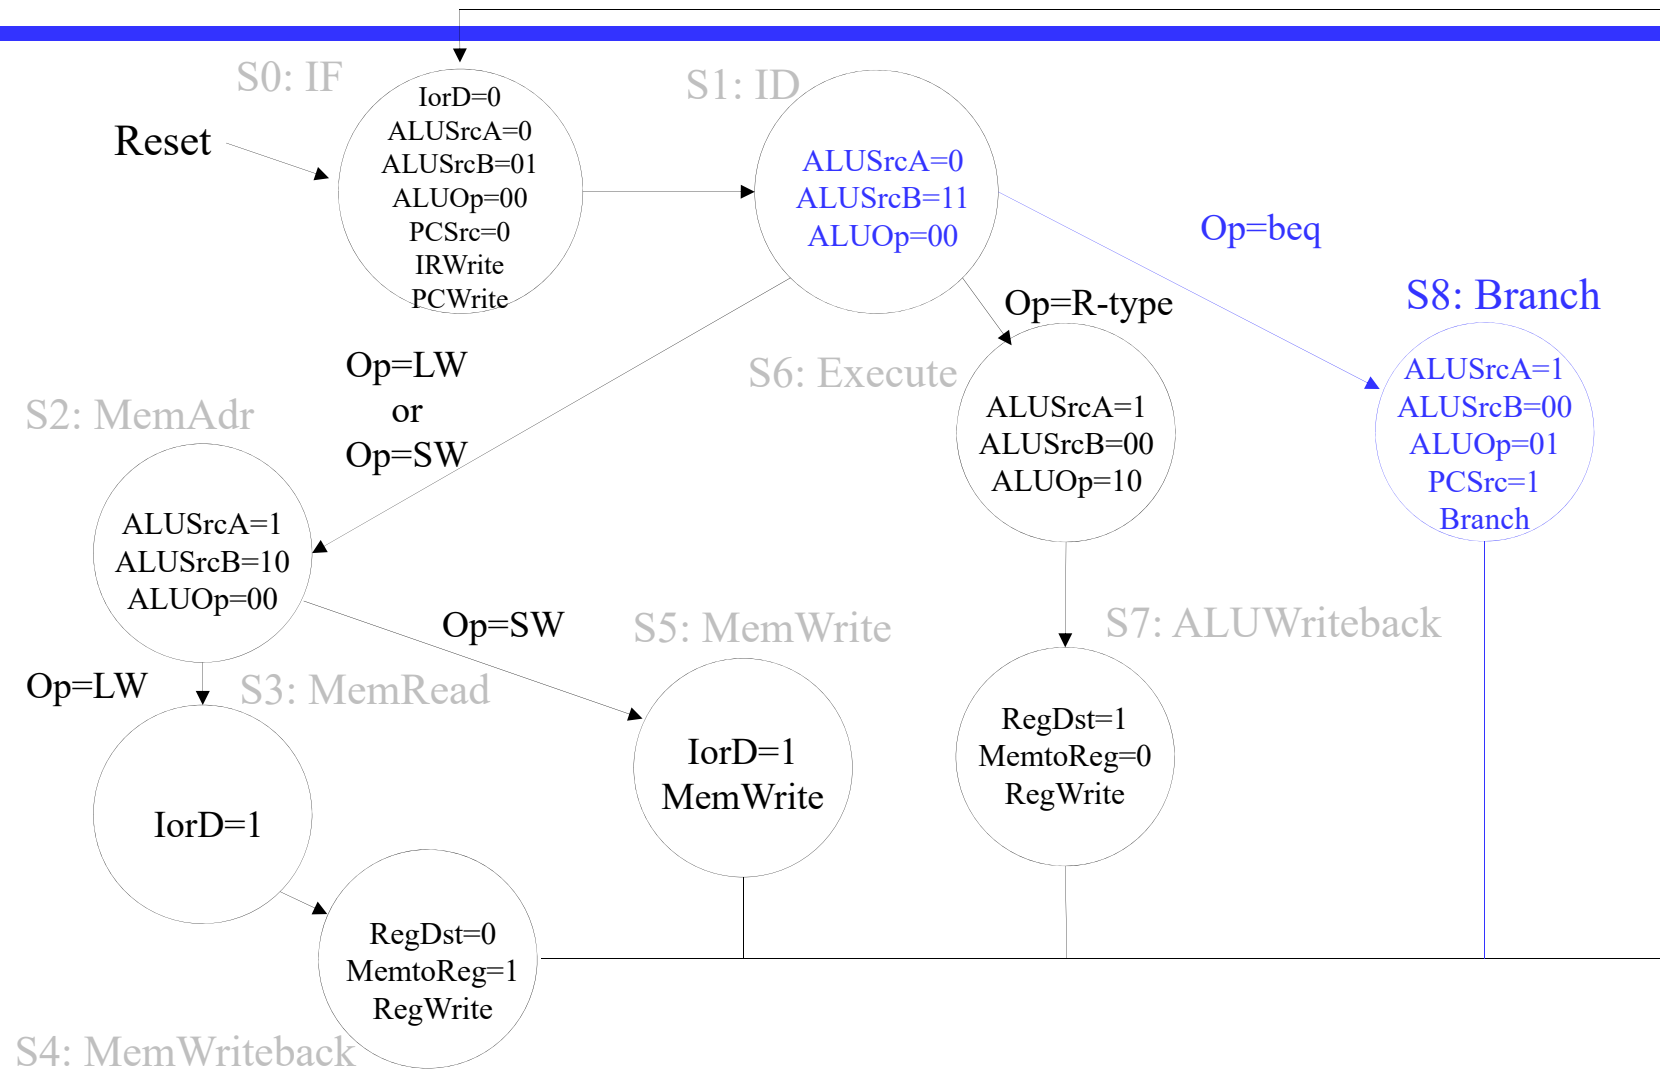 S0: IF
S1: ID
Reset
IorD=0
ALUSrcA=0
ALUSrcB=01
ALUOp=00
PCSrc=0
IRWrite
PCWrite
ALUSrcA=0
ALUSrcB=11
ALUOp=00
Op=beq
Op=R-type
S8: Branch
Op=LW
or
Op=SW
S6: Execute
S2: MemAdr
ALUSrcA=1
ALUSrcB=00
ALUOp=10
ALUSrcA=1
ALUSrcB=00
ALUOp=01
PCSrc=1
Branch
ALUSrcA=1
ALUSrcB=10
ALUOp=00
Op=SW
S5: MemWrite
S7: ALUWriteback
Op=LW
S3: MemRead
IorD=1
IorD=1
MemWrite
RegDst=1
MemtoReg=0
RegWrite
RegDst=0
MemtoReg=1
RegWrite
S4: MemWriteback